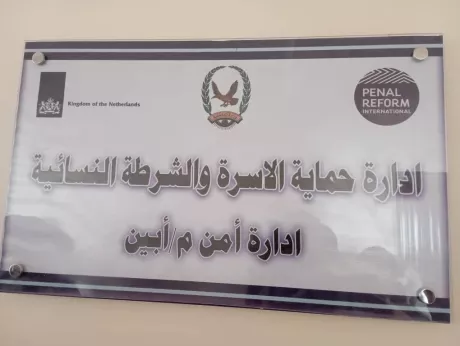 Kingdom of the Netherlands
PENAL
REFORM
INTERNATIONAL
ادارة حماية الاسرة والشرطة النسائية
ادارة أمن م/أبين